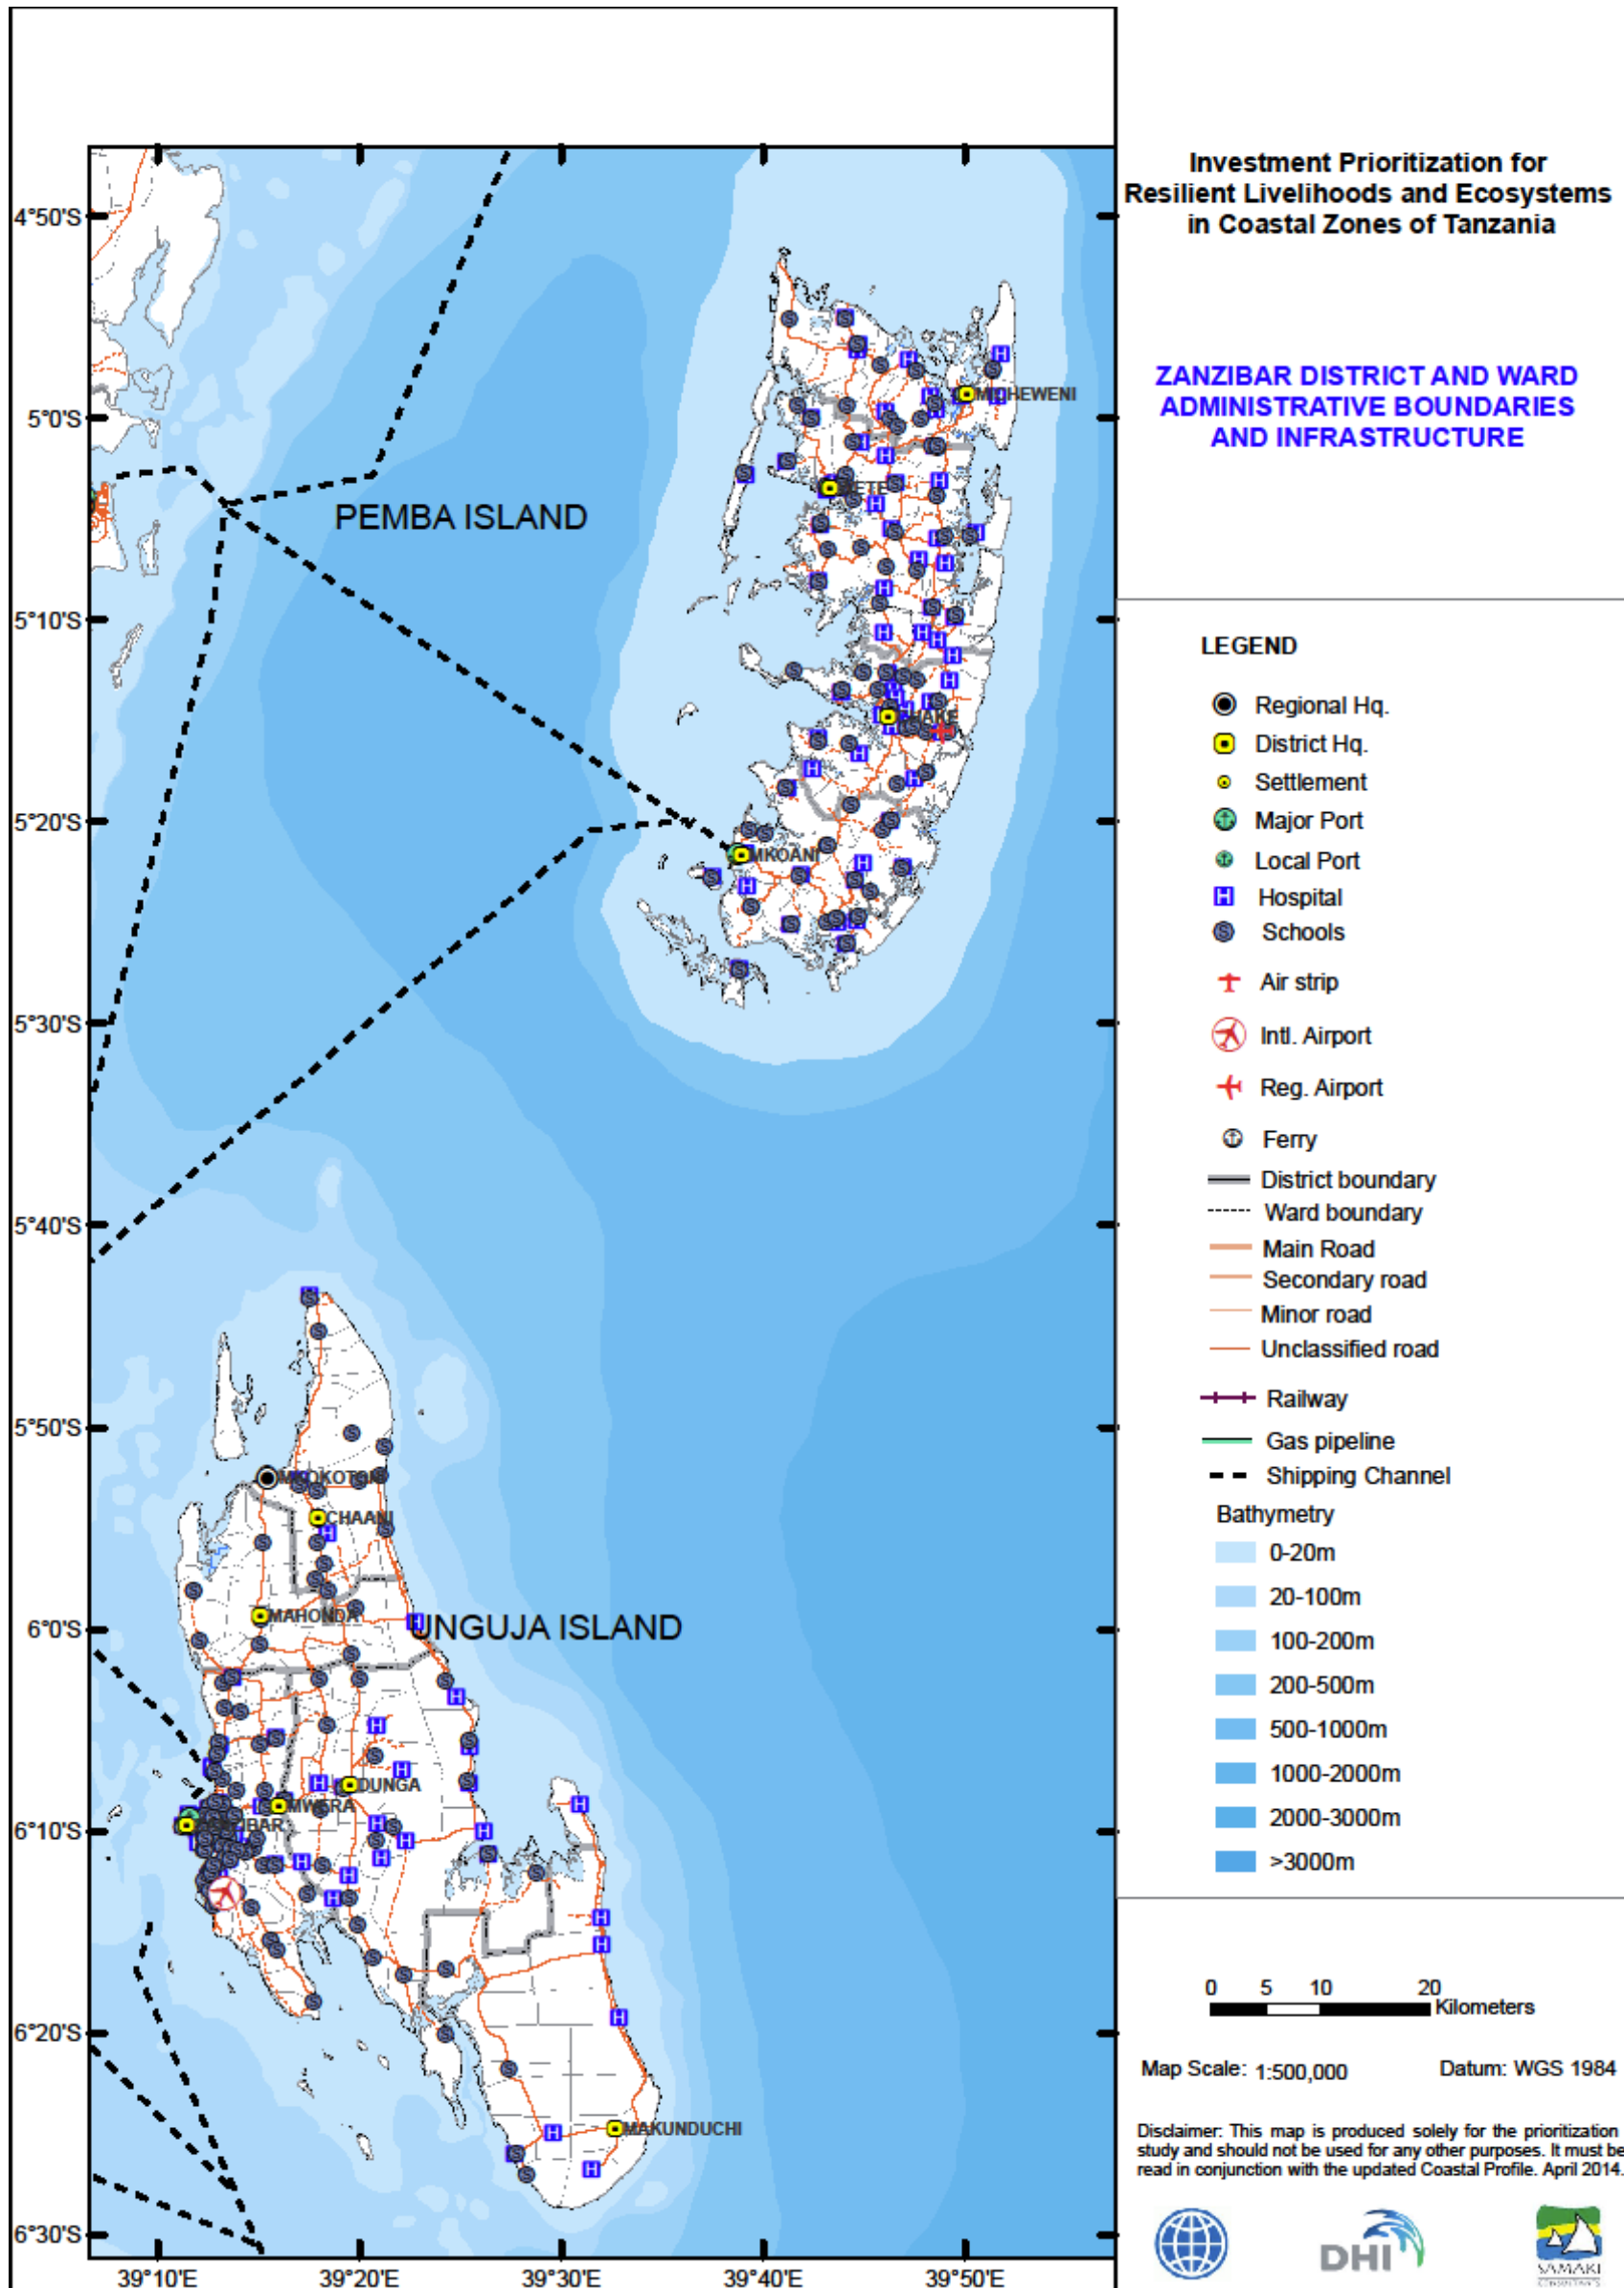 Investment Prioritization for
Resilient Livelihoods and Ecosystems
in Coastal Zones of Tanzania
ZANZIBAR DISTRICT AND WARD
ADMINISTRATIVE BOUNDARIES
AND INFRASTRUCTURE
LEGEND
Regional Hq.
District Hq.
Settlement
Major Port
Local Port
H Hospital
S Schools
Air strip
Intl. Airport
Reg. Airport
Ferry
District boundary
Ward boundary
Main Road
Secondary road
Minor road
Unclassified road
Railway
Gas pipeline
Shipping Channel
Bathymetry
0-20m
20-100m
100-200m
200-500m
500-1000m
1000-2000m
2000-3000m
>3000m
0 5 10 20
Kilometers
Map Scale: 1:500,000 Datum: WGS 1984
Disclaimer: This map is produced solely for the prioritization
study and should not be used for any other purposes. It must be
read in conjunction with the updated Coastal Profile. April 2014.
DHI
SAMAKI
CONSULTANTS
4°50'S
5°0'S
5°10'S
5°20'S
5°30'S
5°40'S
5°50'S
6°0'S
6°10'S
6°20'S
6°30'S
39°10'E 39°20'E 39°30'E 39°40'E 39°50'E
PEMBA ISLAND
MKOANI
UNGUJA ISLAND
CHAANI
MAHONDA
DUNGA
MWERA
MAKUNDUCHI